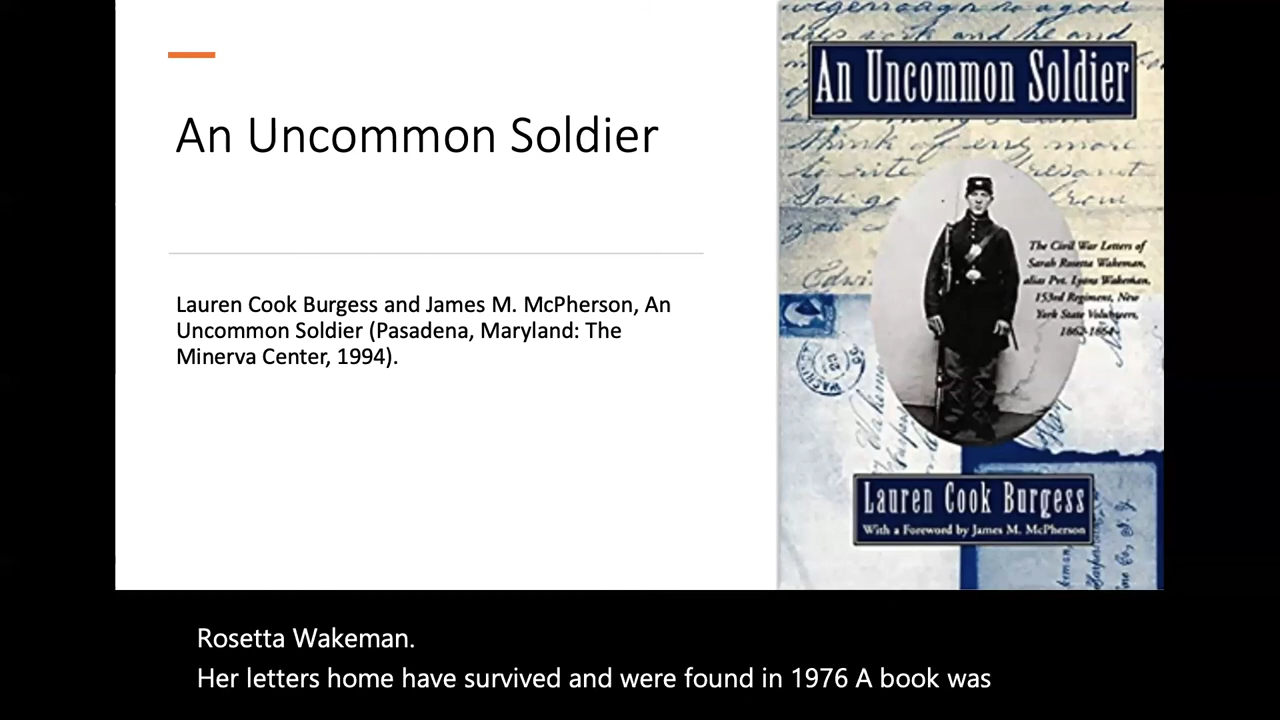 An Uncommon Soldier
Lauren Cook Burgess and James M. McPherson, An
Uncommon Soldier (Pasadena, Maryland: The
Minerva Center, 1994).
An Uncommon Soldier
The Civil War Letters of
Sarah Rosetta Wakeman,
alias Pvt. Lyons Wakeman,
153rd Regiment, New
York State Volunteers,
1862-1864
Lauren Cook Burgess
With a Foreword by James M. McPherson
Rosetta Wakeman.
Her letters home have survived and were found in 1976 A book was